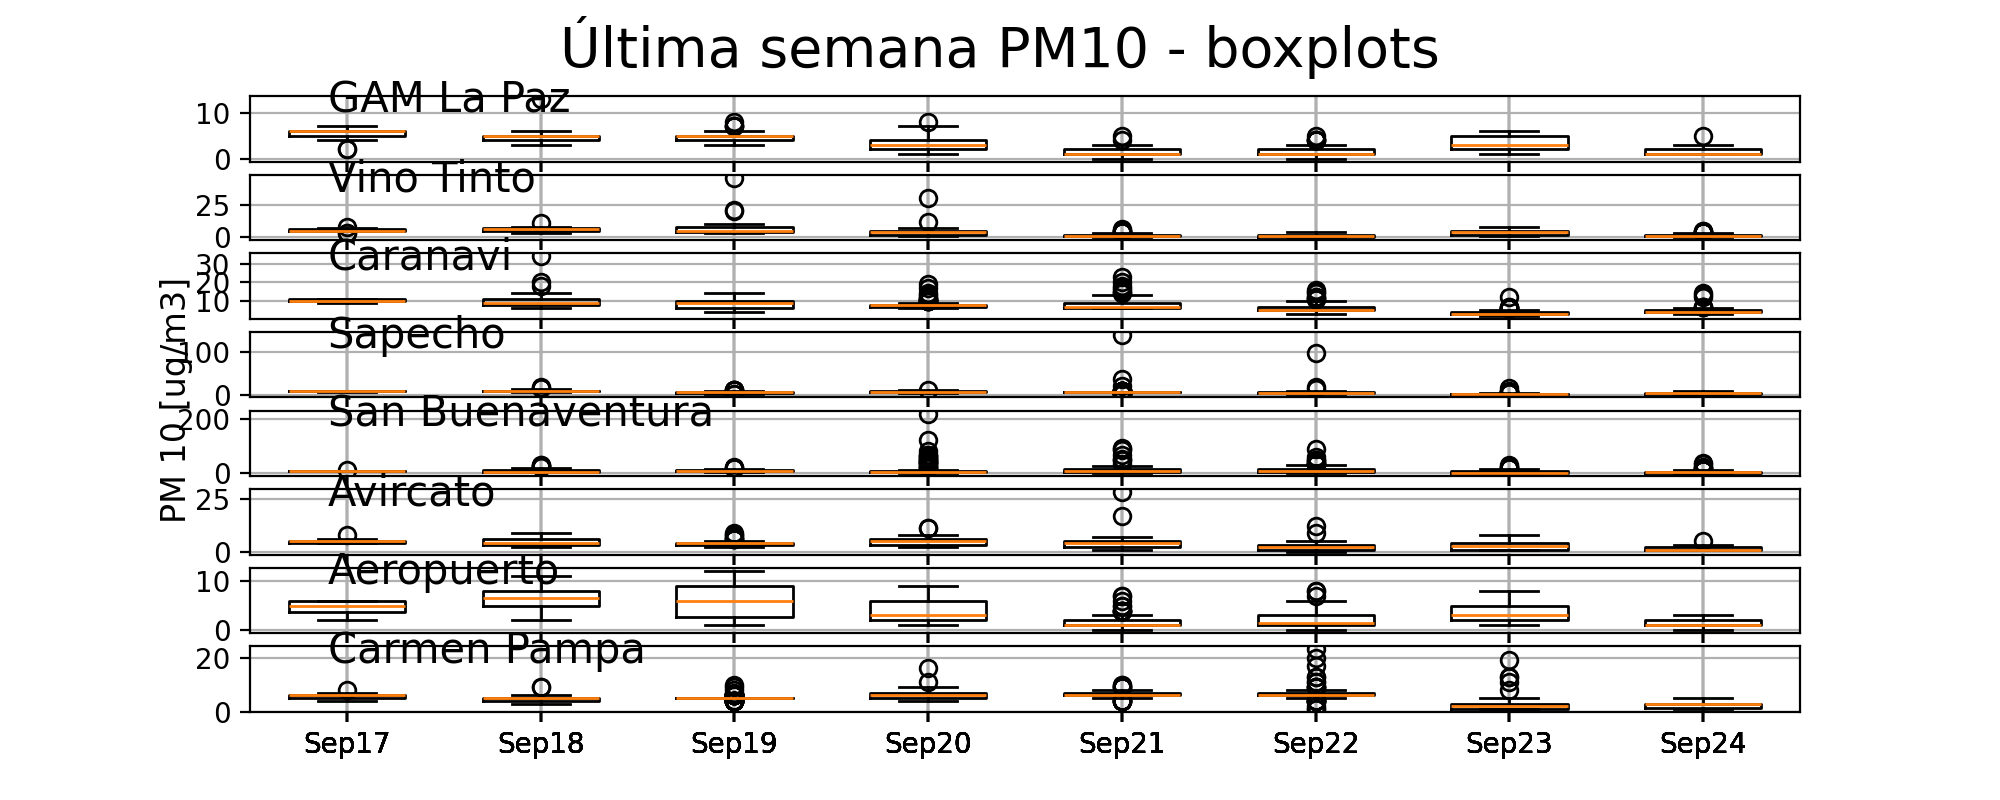 Última semana PM10 - boxplots
GAM La Paz
10
0
Vino Tinto
25
0
Caranavi
30
20
10
Sapecho
100
0
San Buenaventura
200
0
Avircato
25
0
Aeropuerto
10
0
Carmen Pampa
20
0
PM 10 [ug/m3]
Sep17 Sep18 Sep19 Sep20 Sep21 Sep22 Sep23 Sep24